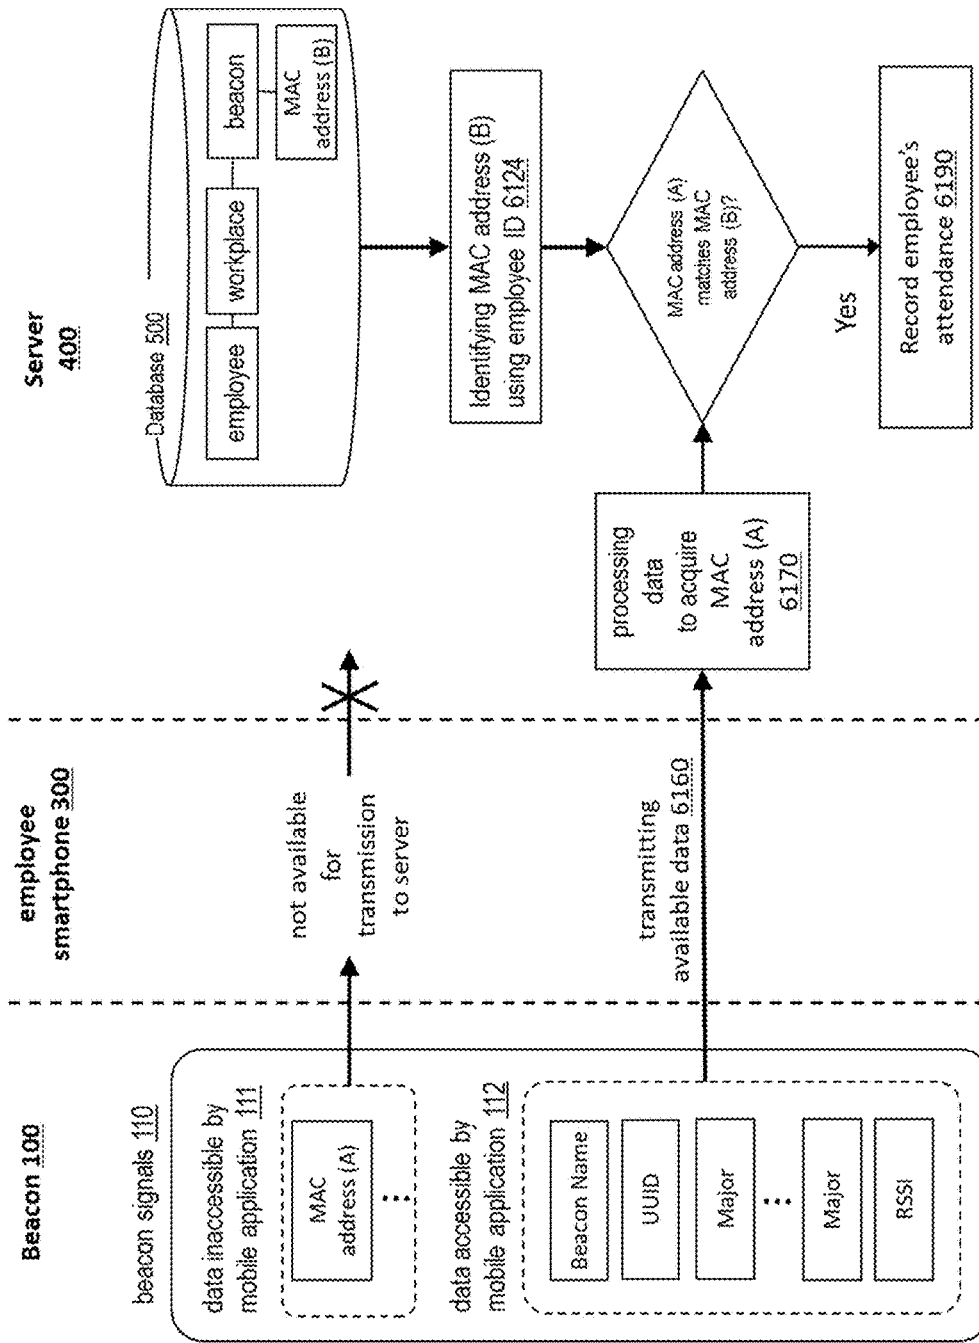 Beacon 100
beacon signals 110
data inaccessible by
mobile application 111
MAC
address (A)
data accessible by
mobile application 112
Beacon Name
UUID
Major
Major
RSSI
employee
smartphone 300
not available
for
transmission
to server
transmitting
available data 6160
Server
400
Database 500
employee
workplace
beacon
MAC
address (B)
Identifying MAC address (B)
using employee ID 6124
processing
data
to acquire
MAC
address (A)
6170
MAC address (A)
matches MAC
address (B)?
Yes
Record employee's
attendance 6190